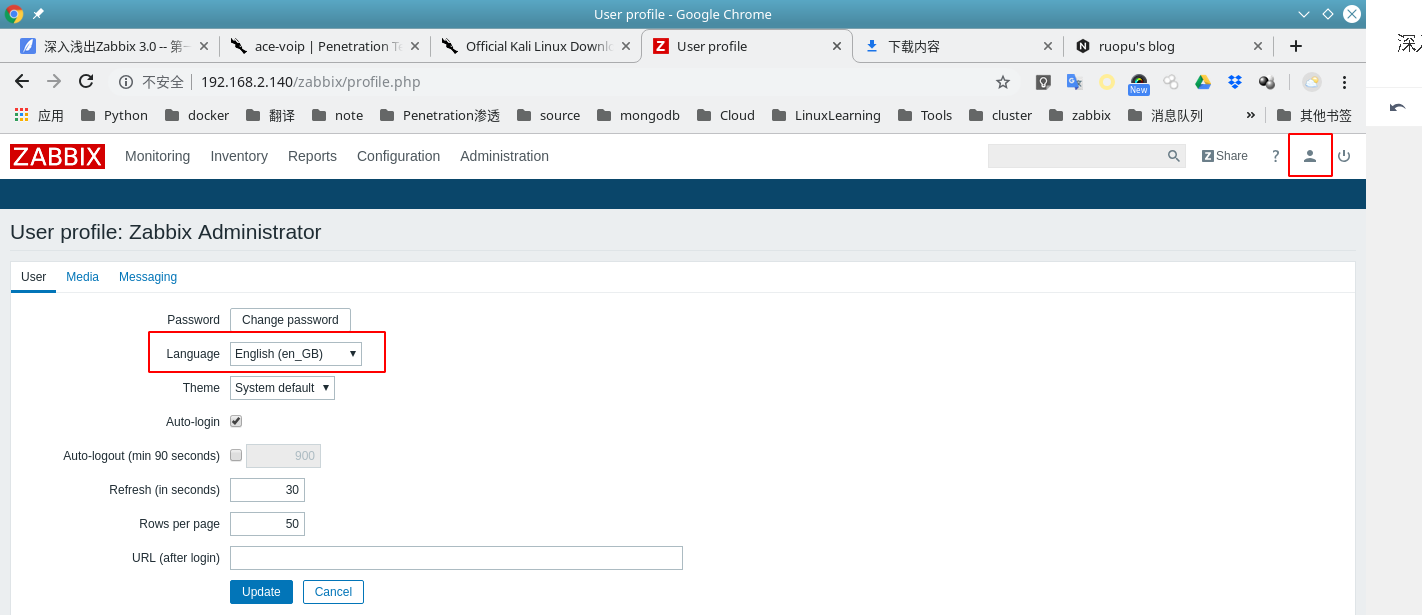 User profile - Google Chrome
深入浅出Zabbix 3.0 -- 第一
ace-voip | Penetration Te
Official Kali Linux Downlo
User profile
下载内容
ruopu's blog
深入
不安全 | 192.168.2.140/zabbix/profile.php
New
应用
Python
docker
翻译
note
Penetration渗透
source
mongodb
Cloud
LinuxLearning
Tools
cluster
zabbix
消息队列
»
其他书签
ZABBIX
Monitoring
Inventory
Reports
Configuration
Administration
Z Share
?
User profile: Zabbix Administrator
User
Media
Messaging
Password
Change password
Language
English (en_GB)
Theme
System default
Auto-login
Auto-logout (min 90 seconds)
900
Refresh (in seconds)
30
Rows per page
50
URL (after login)
Update
Cancel